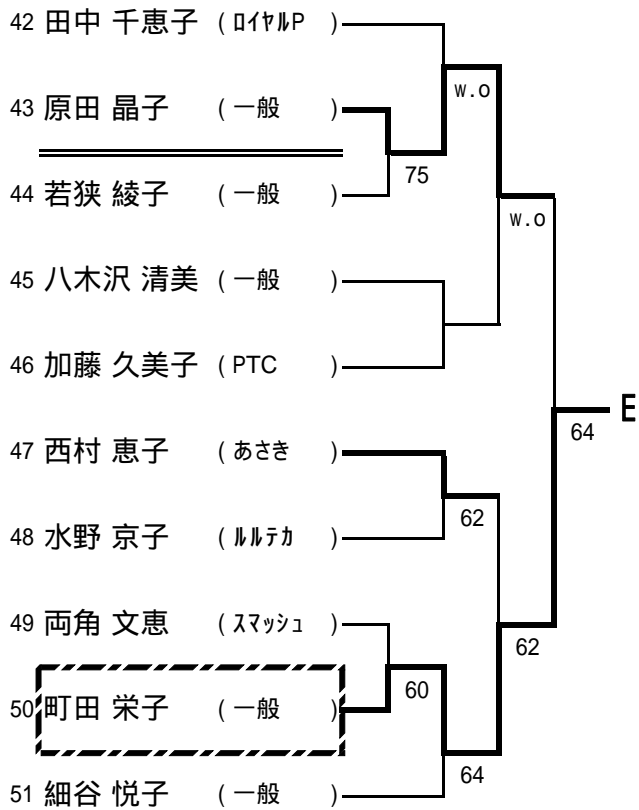 42 田中 千恵子 (ﾛｲﾔﾙP )
w.o
43 原田 晶子 (一般 )
75
44 若狭 綾子 (一般 )
w.o
45 八木沢 清美 (一般 )
46 加藤 久美子 (PTC )
E
64
47 西村 恵子 (あさき )
62
48 水野 京子 (ﾙﾙﾃｶ )
49 両角 文恵 (ｽﾏｯｼｭ )
62
50 町田 栄子 (一般 )
60
64
51 細谷 悦子 (一般 )